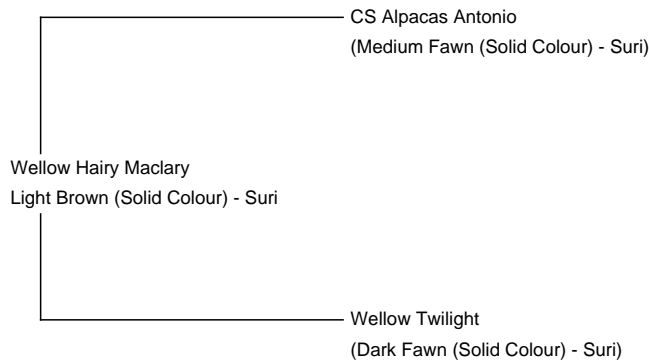 CS Alpacas Antonio
(Medium Fawn (Solid Colour) - Suri)
Wellow Hairy Maclary
Light Brown (Solid Colour) - Suri
Wellow Twilight
(Dark Fawn (Solid Colour) - Suri)